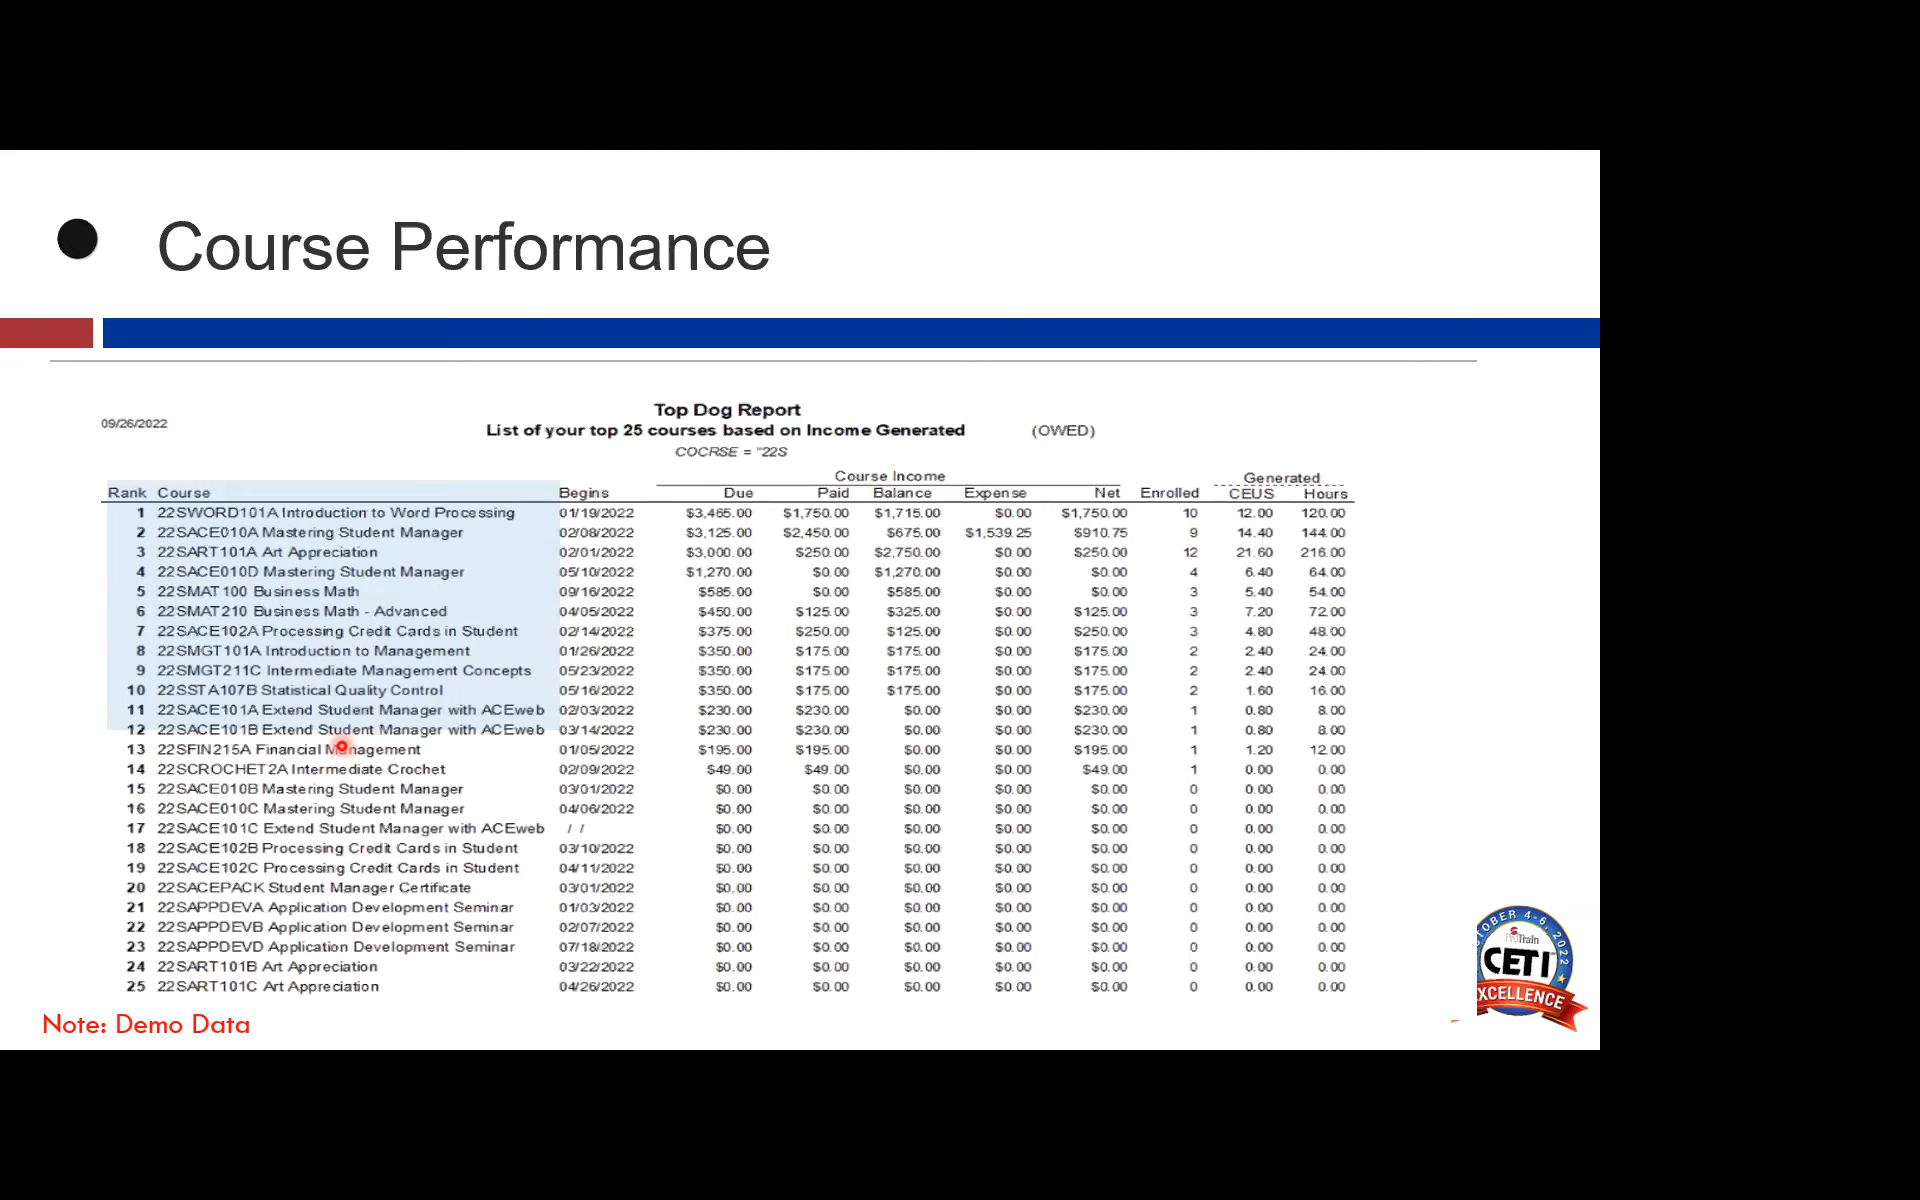 Course Performance
09/26/2022
Top Dog Report
List of your top 25 courses based on Income Generated (OWED)
COCRSE = "22S
Course Income Generated
Rank Course Begins Due Paid Balance Expense Net Enrolled CEUS Hours
1 22SWORD101A Introduction to Word Processing 01/19/2022 $3,465.00 $1,750.00 $1,715.00 $0.00 $1,750.00 10 12.00 120.00
2 22SACE010A Mastering Student Manager 02/08/2022 $3,125.00 $2,450.00 $675.00 $1,539.25 $910.75 9 14.40 144.00
3 22SART101A Art Appreciation 02/01/2022 $3,000.00 $250.00 $2,750.00 $0.00 $250.00 12 21.60 216.00
4 22SACE010D Mastering Student Manager 05/10/2022 $1,270.00 $0.00 $1,270.00 $0.00 $0.00 4 6.40 64.00
5 22SMAT100 Business Math 09/16/2022 $585.00 $0.00 $585.00 $0.00 $0.00 3 5.40 54.00
6 22SMAT210 Business Math - Advanced 04/05/2022 $450.00 $125.00 $325.00 $0.00 $125.00 3 7.20 72.00
7 22SACE102A Processing Credit Cards in Student 02/14/2022 $375.00 $250.00 $125.00 $0.00 $250.00 3 4.80 48.00
8 22SMGT101A Introduction to Management 01/26/2022 $350.00 $175.00 $175.00 $0.00 $175.00 2 2.40 24.00
9 22SMGT211C Intermediate Management Concepts 05/23/2022 $350.00 $175.00 $175.00 $0.00 $175.00 2 2.40 24.00
10 22SSTA107B Statistical Quality Control 05/16/2022 $350.00 $175.00 $175.00 $0.00 $175.00 2 1.60 16.00
11 22SACE101A Extend Student Manager with ACEweb 02/03/2022 $230.00 $230.00 $0.00 $0.00 $230.00 1 0.80 8.00
12 22SACE101B Extend Student Manager with ACEweb 03/14/2022 $230.00 $230.00 $0.00 $0.00 $230.00 1 0.80 8.00
13 22SFIN215A Financial Management 01/05/2022 $195.00 $195.00 $0.00 $0.00 $195.00 1 1.20 12.00
14 22SCROCHET2A Intermediate Crochet 02/09/2022 $49.00 $49.00 $0.00 $0.00 $49.00 1 0.00 0.00
15 22SACE010B Mastering Student Manager 03/01/2022 $0.00 $0.00 $0.00 $0.00 $0.00 0 0.00 0.00
16 22SACE010C Mastering Student Manager 04/06/2022 $0.00 $0.00 $0.00 $0.00 $0.00 0 0.00 0.00
17 22SACE101C Extend Student Manager with ACEweb / / $0.00 $0.00 $0.00 $0.00 $0.00 0 0.00 0.00
18 22SACE102B Processing Credit Cards in Student 03/10/2022 $0.00 $0.00 $0.00 $0.00 $0.00 0 0.00 0.00
19 22SACE102C Processing Credit Cards in Student 04/11/2022 $0.00 $0.00 $0.00 $0.00 $0.00 0 0.00 0.00
20 22SACEPACK Student Manager Certificate 03/01/2022 $0.00 $0.00 $0.00 $0.00 $0.00 0 0.00 0.00
21 22SAPPDEVA Application Development Seminar 01/03/2022 $0.00 $0.00 $0.00 $0.00 $0.00 0 0.00 0.00
22 22SAPPDEVB Application Development Seminar 02/07/2022 $0.00 $0.00 $0.00 $0.00 $0.00 0 0.00 0.00
23 22SAPPDEVD Application Development Seminar 07/18/2022 $0.00 $0.00 $0.00 $0.00 $0.00 0 0.00 0.00
24 22SART101B Art Appreciation 03/22/2022 $0.00 $0.00 $0.00 $0.00 $0.00 0 0.00 0.00
25 22SART101C Art Appreciation 04/26/2022 $0.00 $0.00 $0.00 $0.00 $0.00 0 0.00 0.00
TOBER 4-6, 2022
ProTrain
CETI
XCELLENCE
Note: Demo Data